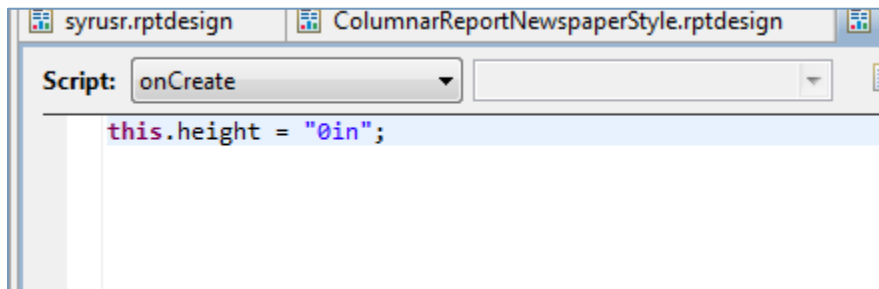 syrusr.rptdesign ColumnarReportNewspaperStyle.rptdesign
Script: onCreate
this.height = "0in";